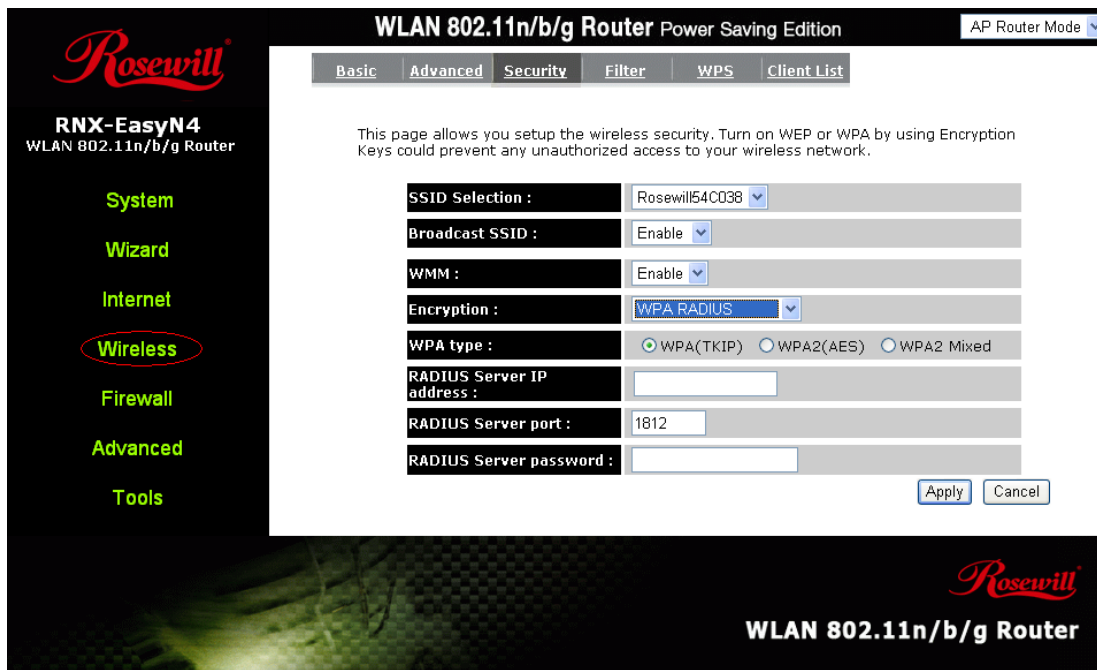 Rosewill
WLAN 802.11n/b/g Router Power Saving Edition
AP Router Mode
Basic Advanced Security Filter WPS Client List
RNX-EasyN4
WLAN 802.11n/b/g Router
System
Wizard
Internet
Wireless
Firewall
Advanced
Tools
This page allows you setup the wireless security. Turn on WEP or WPA by using Encryption
Keys could prevent any unauthorized access to your wireless network.
SSID Selection : Rosewill54C038
Broadcast SSID : Enable
WMM : Enable
Encryption : WPA RADIUS
WPA type : WPA(TKIP) WPA2(AES) WPA2 Mixed
RADIUS Server IP
address :
RADIUS Server port : 1812
RADIUS Server password :
Apply Cancel
Rosewill
WLAN 802.11n/b/g Router